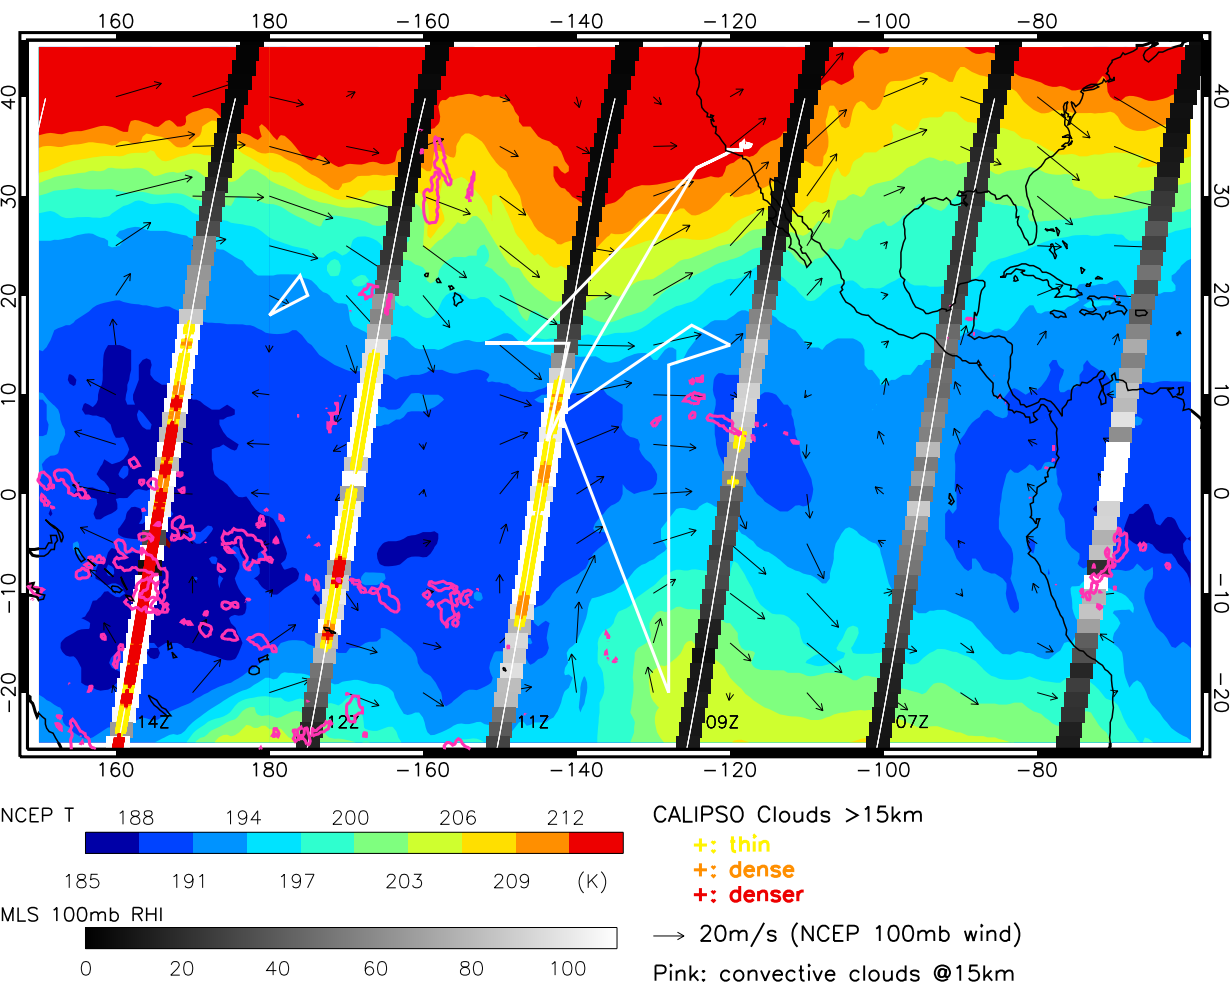 160 180 −160 −140 −120 −100 −80
40 40
30 30
20 20
10 10
0 0
−10 −10
−20 −20
14Z 12Z 11Z 09Z 07Z
160 180 −160 −140 −120 −100 −80
NCEP T 188 194 200 206 212
185 191 197 203 209 (K)
MLS 100mb RHI
0 20 40 60 80 100
CALIPSO Clouds >15km
+: thin
+: dense
+: denser
20m/s (NCEP 100mb wind)
Pink: convective clouds @15km